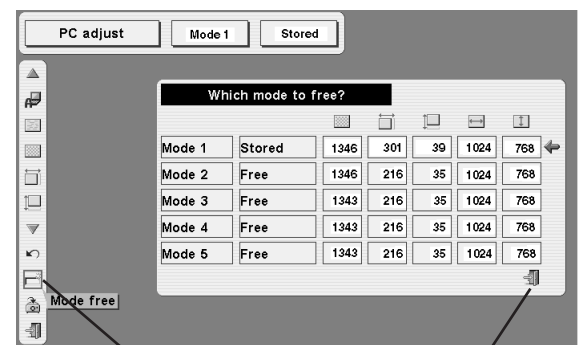 PC adjust Mode 1 Stored
Which mode to free?
Mode 1 Stored 1346 301 39 1024 768
Mode 2 Free 1346 216 35 1024 768
Mode 3 Free 1343 216 35 1024 768
Mode 4 Free 1343 216 35 1024 768
Mode 5 Free 1343 216 35 1024 768
Mode free